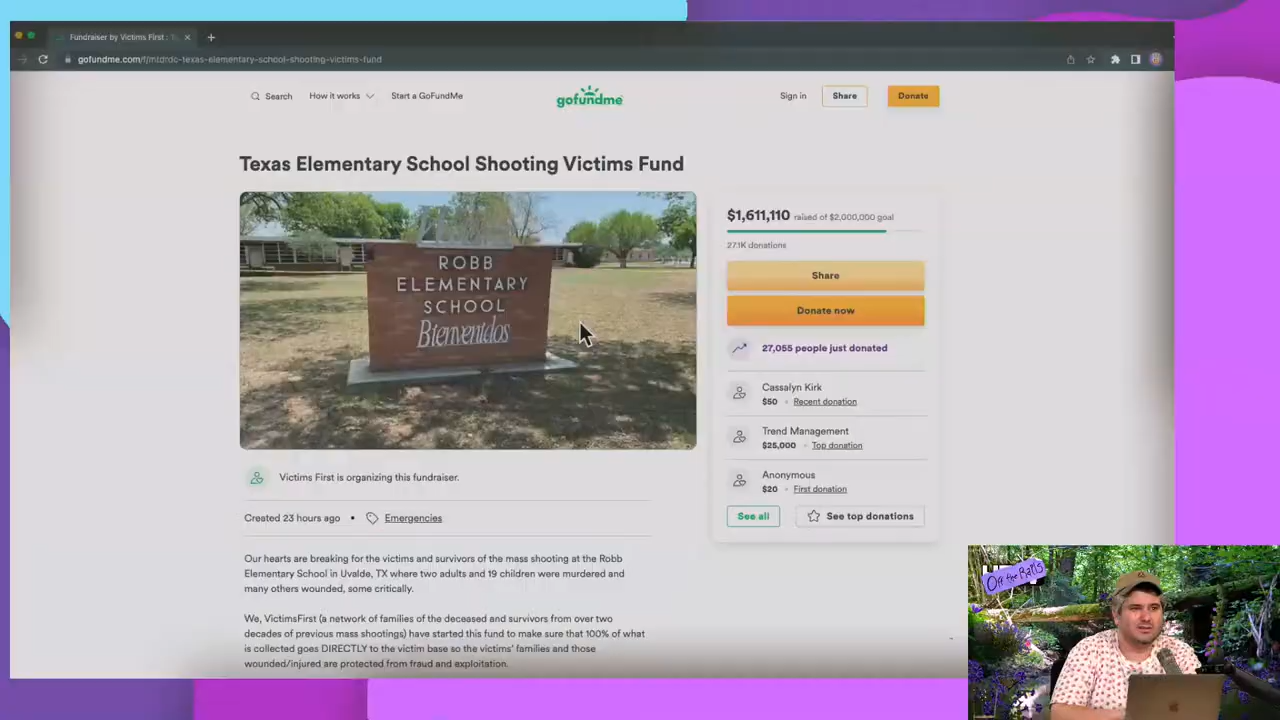 Fundraiser by Victims First : T
gofundme.com/f/mtdrdc-texas-elementary-school-shooting-victims-fund
Search
How it works
Start a GoFundMe
gofundme
Sign in
Share
Donate
Texas Elementary School Shooting Victims Fund
ROBB
ELEMENTARY
SCHOOL
Bienvenidos
$1,611,110 raised of $2,000,000 goal
27.1K donations
Share
Donate now
27,055 people just donated
Cassalyn Kirk
$50 • Recent donation
Trend Management
$25,000 • Top donation
Anonymous
$20 • First donation
See all
See top donations
Victims First is organizing this fundraiser.
Created 23 hours ago • Emergencies
Our hearts are breaking for the victims and survivors of the mass shooting at the Robb
Elementary School in Uvalde, TX where two adults and 19 children were murdered and
many others wounded, some critically.
We, VictimsFirst (a network of families of the deceased and survivors from over two
decades of previous mass shootings) have started this fund to make sure that 100% of what
is collected goes DIRECTLY to the victim base so the victims' families and those
wounded/injured are protected from fraud and exploitation.
Off the Rails